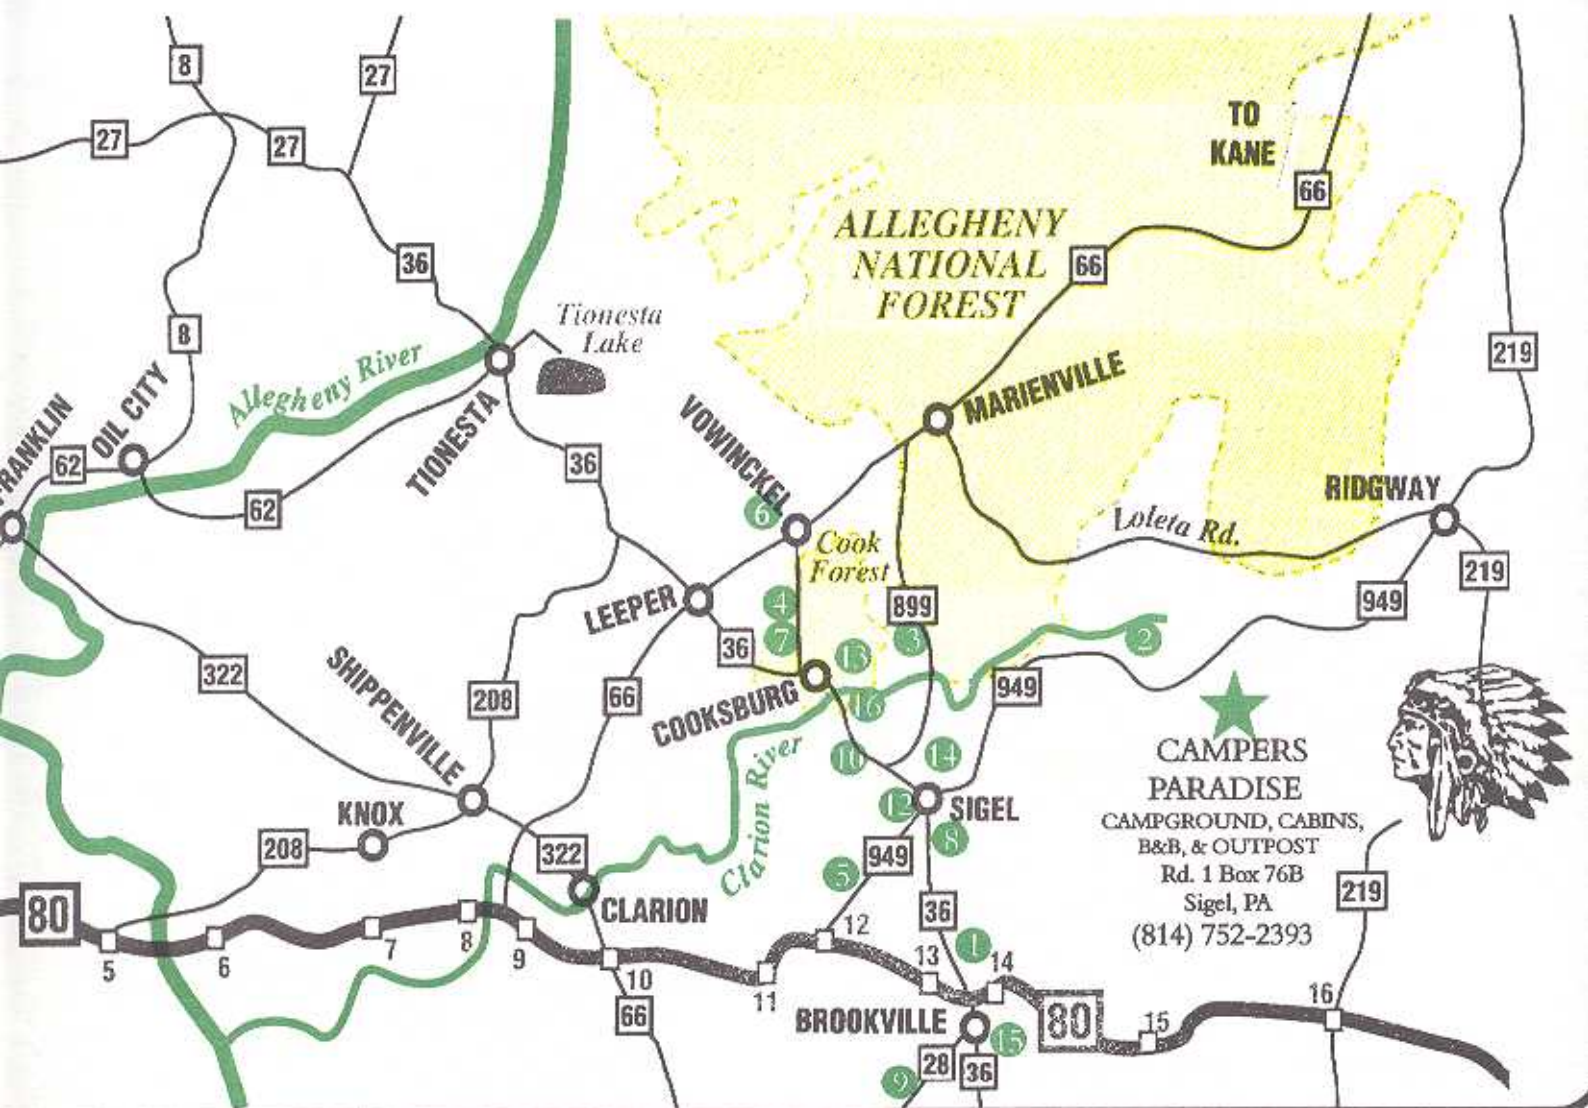 8
27
27
27
TO
KANE
66
ALLEGHENY
NATIONAL
FOREST
66
36
8
Tionesta
Lake
219
Allegheny River
MARIENVILLE
OIL CITY
FRANKLIN
TIONESTA
VOWINCKEL
62
36
RIDGWAY
62
6
Loleta Rd.
Cook
Forest
219
LEEPER
4
899
949
7
3
2
36
13
322
SHIPPENVILLE
208
66
949
COOKSBURG
16
CAMPERS
PARADISE
CAMPGROUND, CABINS,
B&B, & OUTPOST
Rd. 1 Box 76B
Sigel, PA
(814) 752-2393
Clarion River
10
14
12
SIGEL
KNOX
8
208
322
949
5
219
80
CLARION
36
12
1
5
6
7
8
9
10
11
13
14
15
16
66
BROOKVILLE
80
15
28
36
9